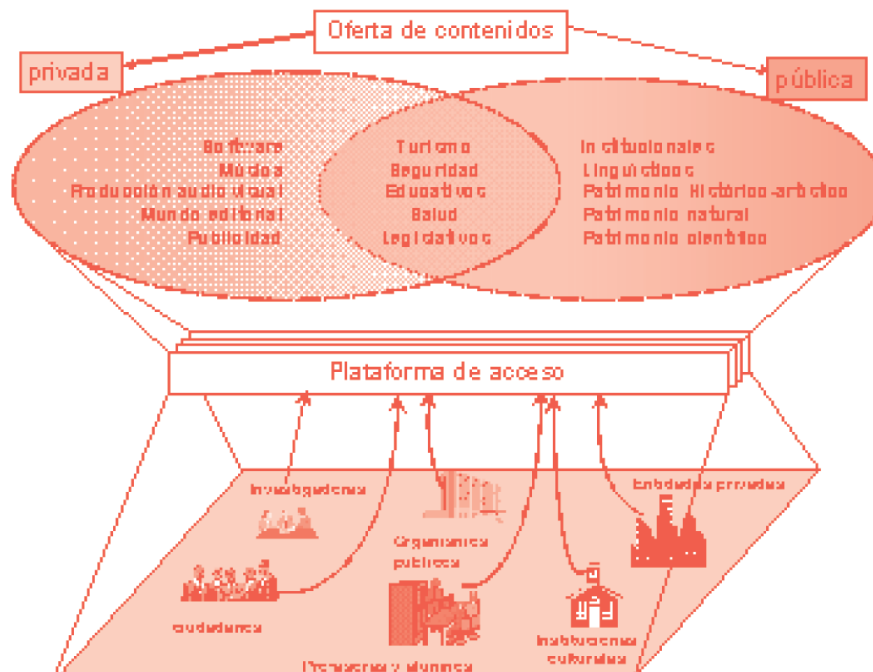 Oferta de contenidos
privada
pública
Software
Música
Producción audiovisual
Mundo editorial
Publicidad
Turismo
Seguridad
Educativos
Salud
Legislativos
Institucionales
Lingüísticos
Patrimonio Histórico-artístico
Patrimonio natural
Patrimonio científico
Plataforma de acceso
Investigadores
Entidades privadas
Organismos
públicos
ciudadanos
Instituciones
culturales
Profesores y alumnos